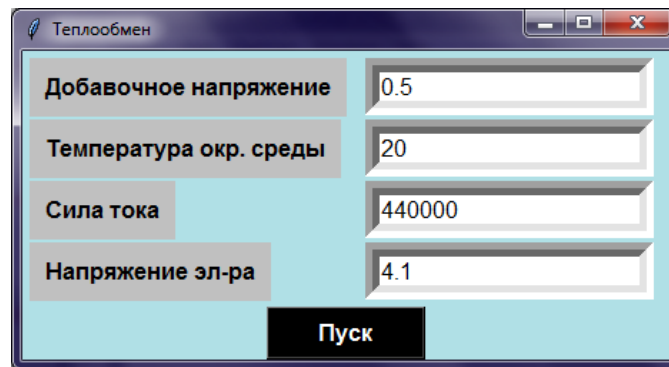 Теплообмен
Добавочное напряжение 0.5
Температура окр. среды 20
Сила тока 440000
Напряжение эл-ра 4.1
Пуск